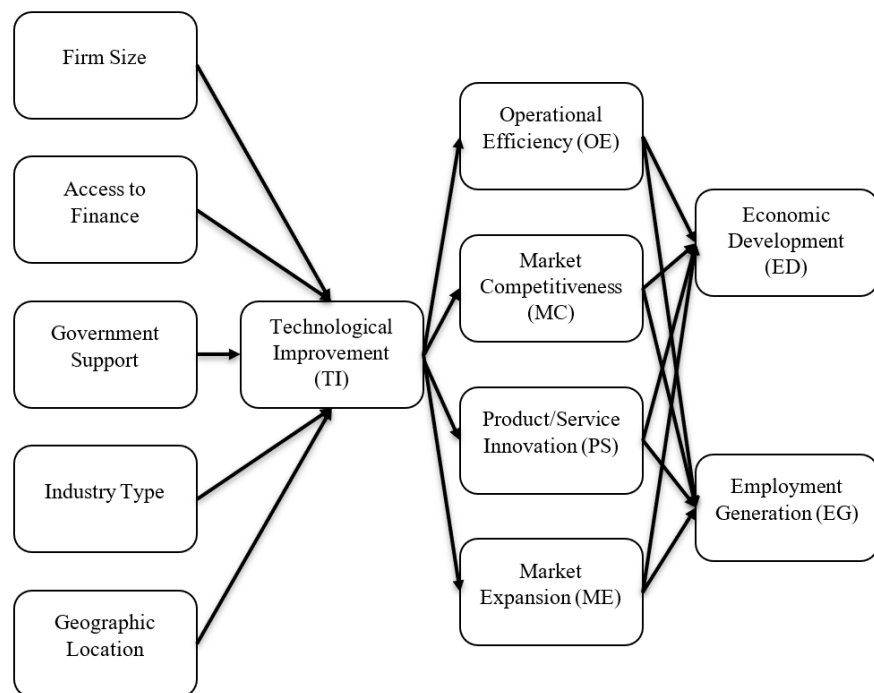 Firm Size
Access to
Finance
Government
Support
Industry Type
Geographic
Location
Technological
Improvement
(TI)
Operational
Efficiency (OE)
Market
Competitiveness
(MC)
Product/Service
Innovation (PS)
Market
Expansion (ME)
Economic
Development
(ED)
Employment
Generation (EG)